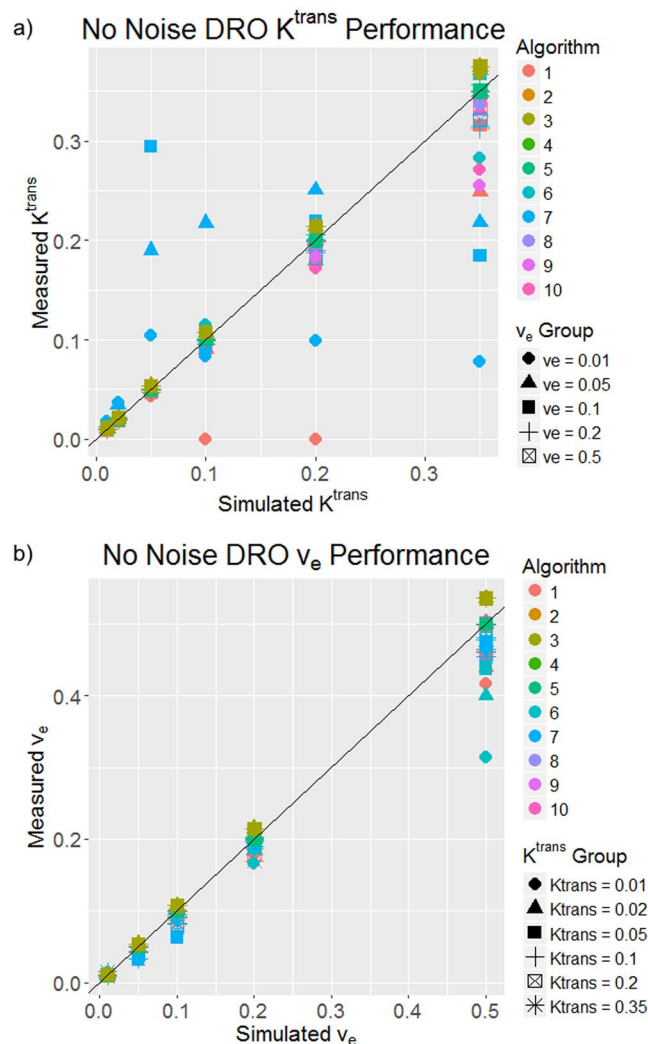 a)
No Noise DRO K^trans Performance
Measured K^trans
0.3
0.2
0.1
0.0
0.0 0.1 0.2 0.3
Simulated K^trans
Algorithm
1
2
3
4
5
6
7
8
9
10
v_e Group
ve = 0.01
ve = 0.05
ve = 0.1
ve = 0.2
ve = 0.5
b)
No Noise DRO v_e Performance
Measured v_e
0.4
0.2
0.0
0.0 0.1 0.2 0.3 0.4 0.5
Simulated v_e
Algorithm
1
2
3
4
5
6
7
8
9
10
K^trans Group
Ktrans = 0.01
Ktrans = 0.02
Ktrans = 0.05
Ktrans = 0.1
Ktrans = 0.2
Ktrans = 0.35